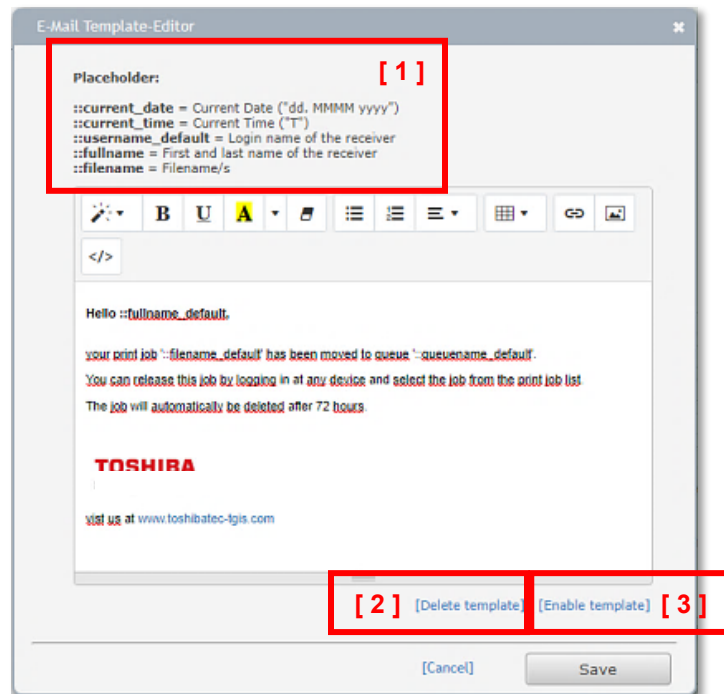 E-Mail Template-Editor
[ 1 ]
Placeholder:
::current_date = Current Date ("dd. MMMM yyyy")
::current_time = Current Time ("T")
::username_default = Login name of the receiver
::fullname = First and last name of the receiver
::filename = Filename/s
B U A
</>
Hello ::fullname_default,
your print job '::filename_default' has been moved to queue '::queuename_default'.
You can release this job by logging in at any device and select the job from the print job list.
The job will automatically be deleted after 72 hours.
TOSHIBA
vist us at www.toshibatec-tgis.com
[ 2 ] [Delete template] [Enable template] [ 3 ]
[Cancel] Save